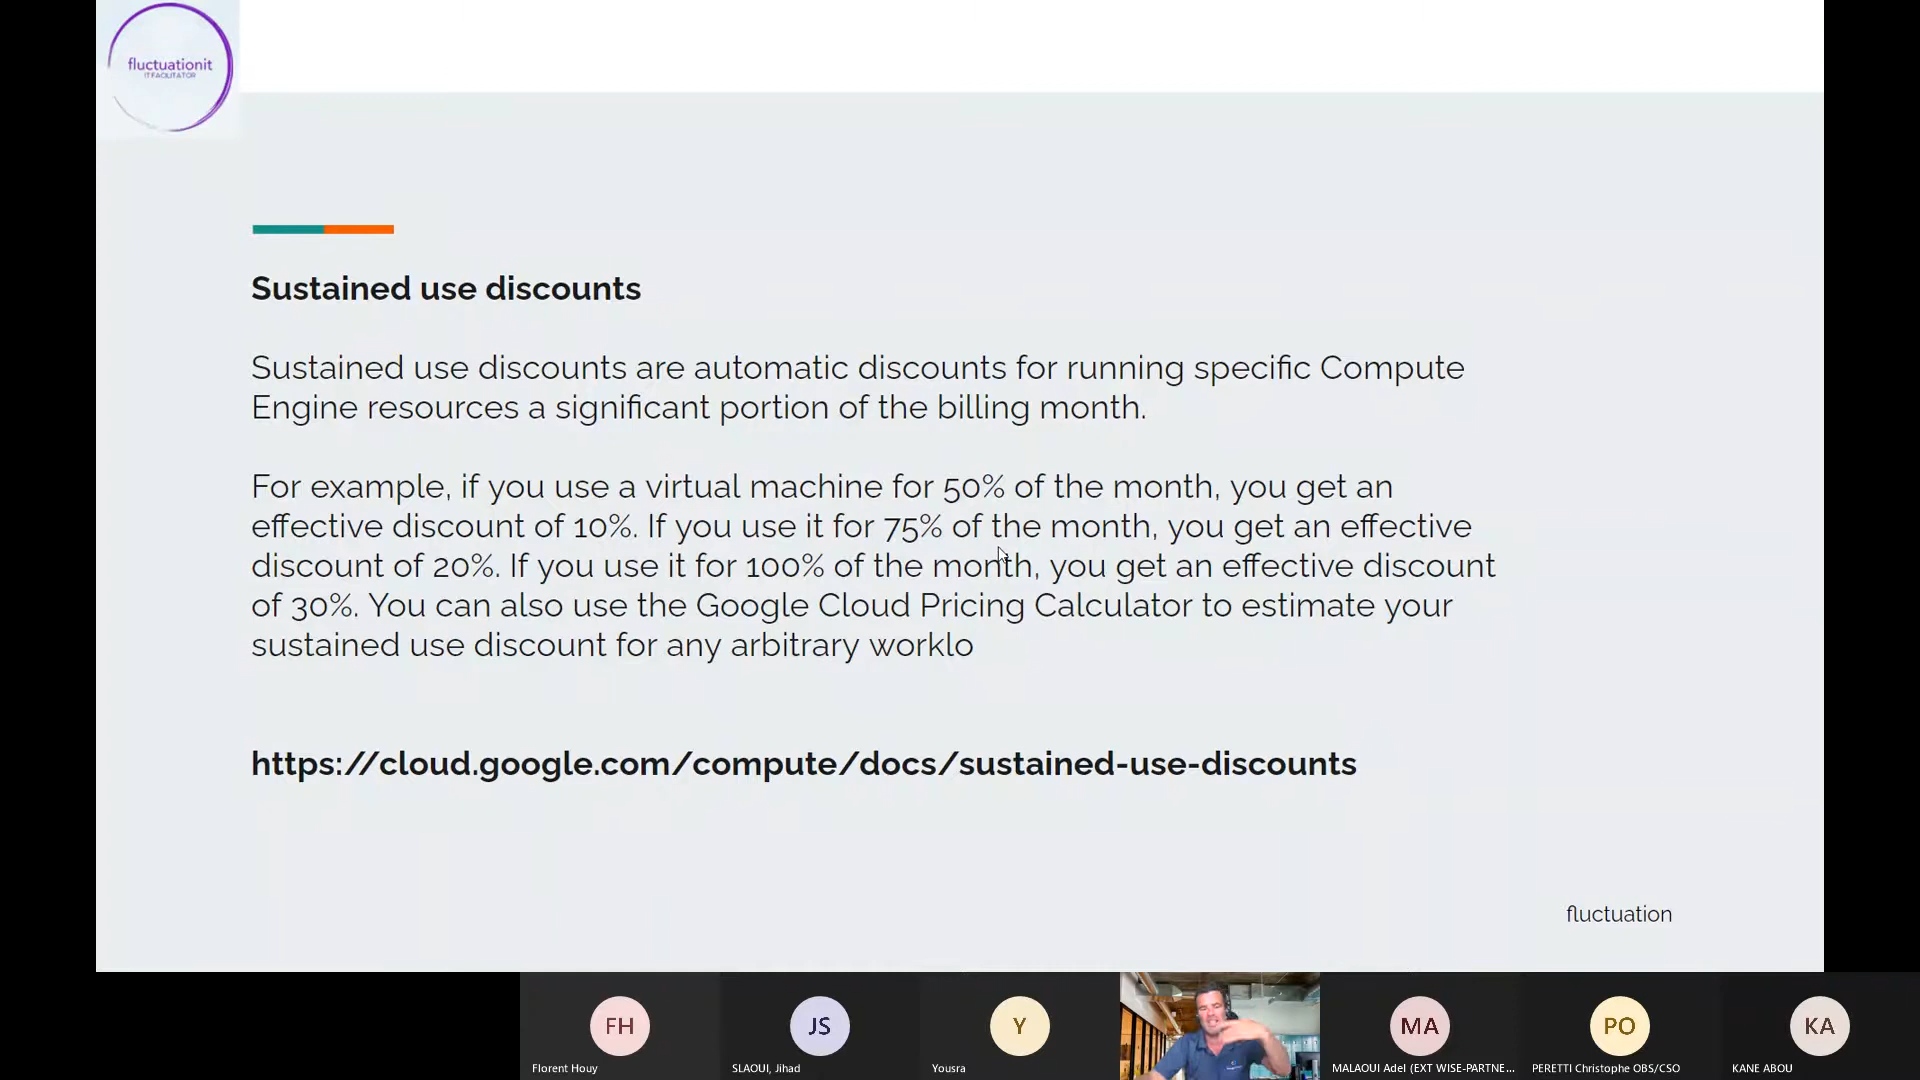 fluctuationit
IT FACILITATOR
Sustained use discounts
Sustained use discounts are automatic discounts for running specific Compute
Engine resources a significant portion of the billing month.
For example, if you use a virtual machine for 50% of the month, you get an
effective discount of 10%. If you use it for 75% of the month, you get an effective
discount of 20%. If you use it for 100% of the month, you get an effective discount
of 30%. You can also use the Google Cloud Pricing Calculator to estimate your
sustained use discount for any arbitrary worklo
https://cloud.google.com/compute/docs/sustained-use-discounts
fluctuation
FH
JS
Y
MA
PO
KA
Florent Houy
SLAOUI, Jihad
Yousra
MALAOUI Adel (EXT WISE-PARTNE...
PERETTI Christophe OBS/CSO
KANE ABOU